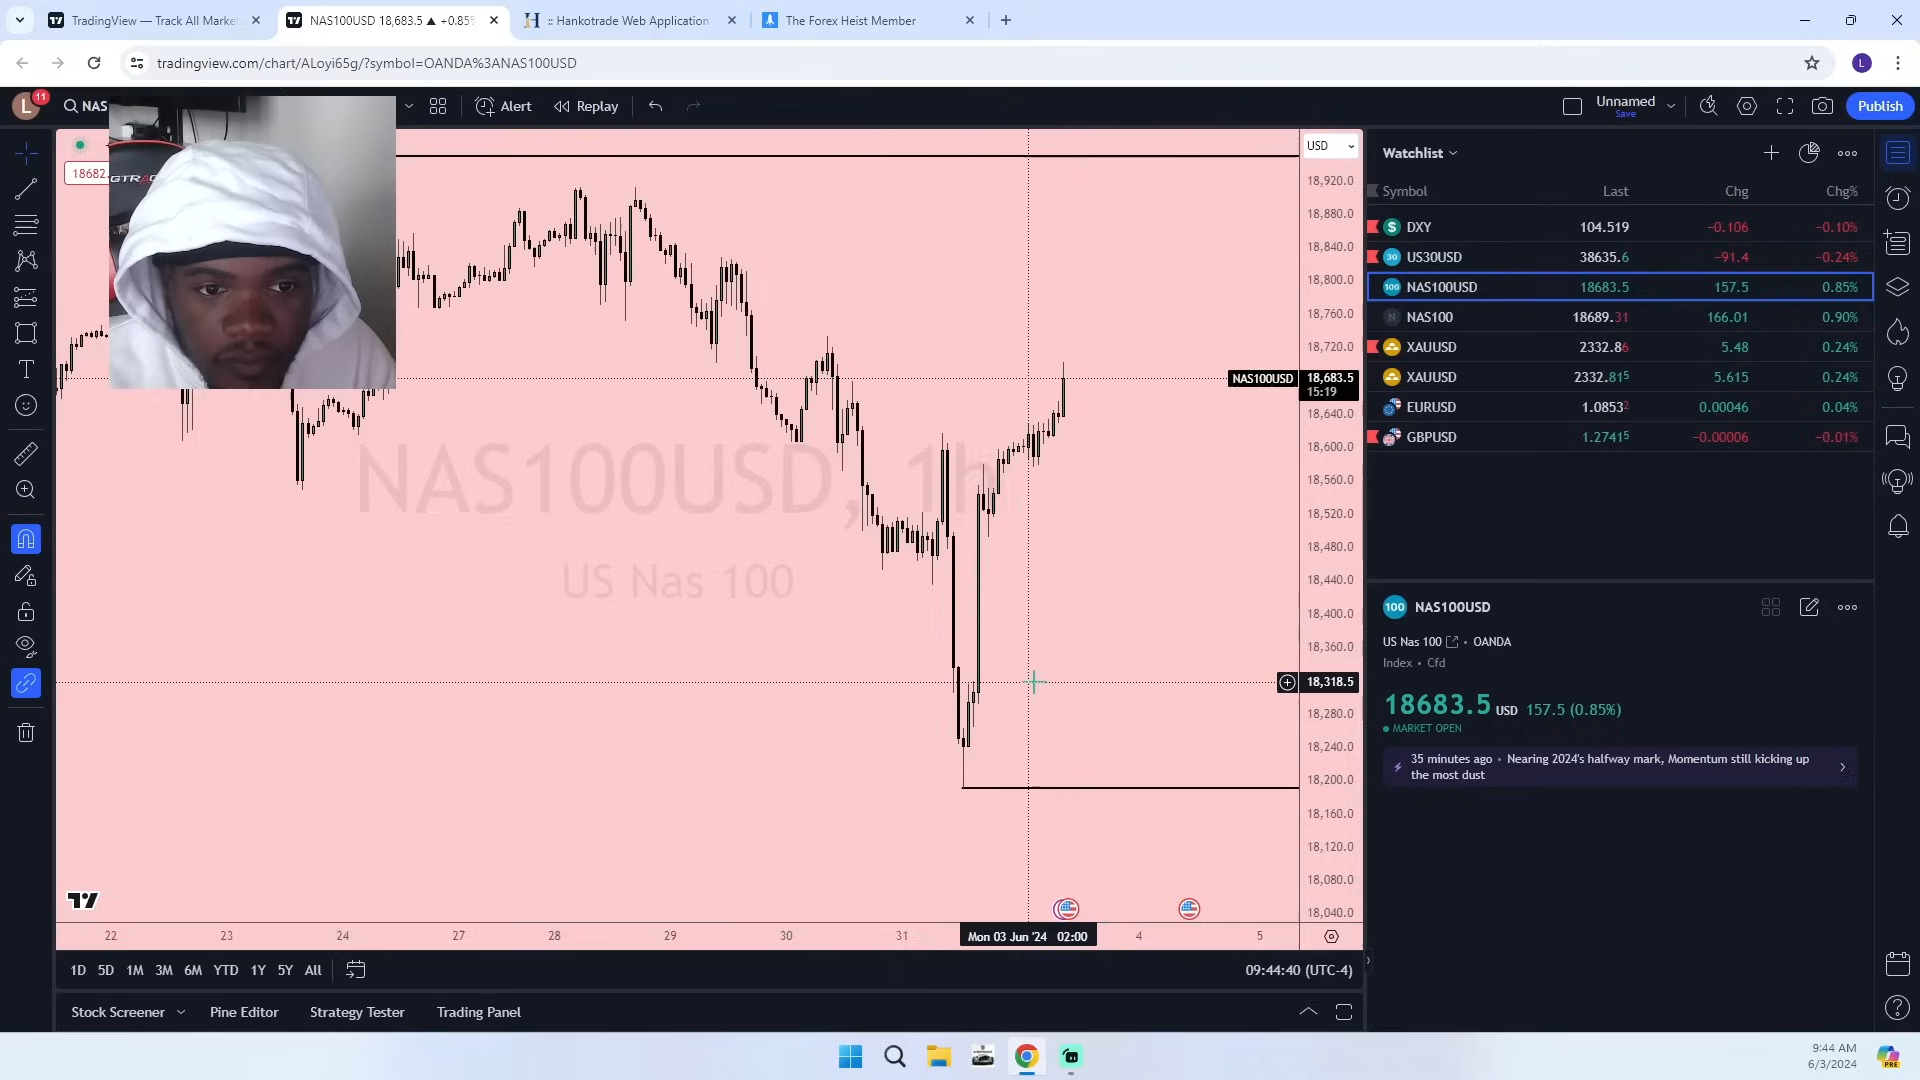 TradingView — Track All Market
NAS100USD 18,683.5 ▲ +0.85%
:: Hankotrade Web Application
The Forex Heist Member
tradingview.com/chart/ALoyi65g/?symbol=OANDA%3ANAS100USD
L
L
11
NAS
Alert
Replay
Unnamed
Save
Publish
18682.
GTRA
USD
18,920.0
18,880.0
18,840.0
18,800.0
18,760.0
18,720.0
NAS100USD
18,683.5
15:19
18,640.0
18,600.0
18,560.0
18,520.0
18,480.0
18,440.0
18,400.0
18,360.0
18,318.5
18,280.0
18,240.0
18,200.0
18,160.0
18,120.0
18,080.0
18,040.0
NAS100USD, 1h
US Nas 100
22 23 24 27 28 29 30 31 Mon 03 Jun '24 02:00 4 5
1D 5D 1M 3M 6M YTD 1Y 5Y All
09:44:40 (UTC-4)
Stock Screener Pine Editor Strategy Tester Trading Panel
Watchlist
Symbol Last Chg Chg%
DXY 104.519 −0.106 −0.10%
30 US30USD 38635.6 −91.4 −0.24%
100 NAS100USD 18683.5 157.5 0.85%
N NAS100 18689.31 166.01 0.90%
XAUUSD 2332.86 5.48 0.24%
XAUUSD 2332.815 5.615 0.24%
EURUSD 1.08532 0.00046 0.04%
GBPUSD 1.27415 −0.00006 −0.01%
100 NAS100USD
US Nas 100 • OANDA
Index • Cfd
18683.5 USD 157.5 (0.85%)
MARKET OPEN
35 minutes ago • Nearing 2024's halfway mark, Momentum still kicking up
the most dust
9:44 AM
6/3/2024
PRE